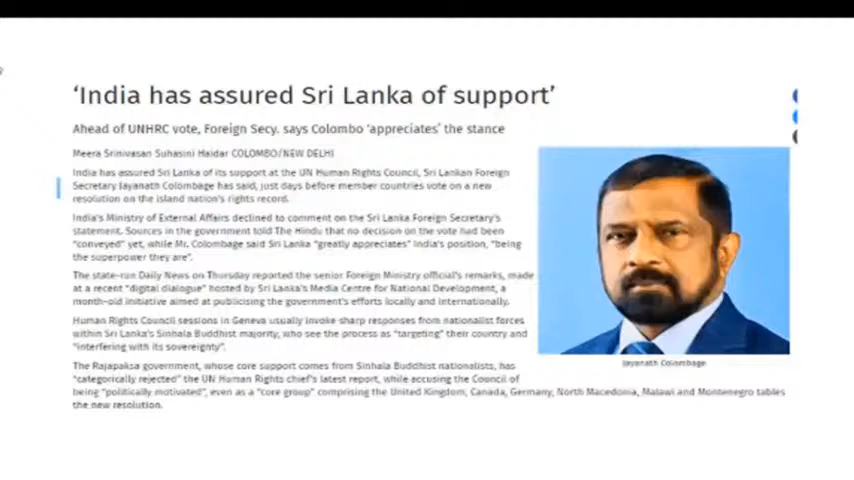 ‘India has assured Sri Lanka of support’
Ahead of UNHRC vote, Foreign Secy. says Colombo ‘appreciates’ the stance
Meera Srinivasan Suhasini Haidar COLOMBO/NEW DELHI
India has assured Sri Lanka of its support at the UN Human Rights Council, Sri Lankan Foreign
Secretary Jayanath Colombage has said, just days before member countries vote on a new
resolution on the island nation's rights record.
India's Ministry of External Affairs declined to comment on the Sri Lanka Foreign Secretary's
statement. Sources in the government told The Hindu that no decision on the vote had been
“conveyed” yet, while Mr. Colombage said Sri Lanka “greatly appreciates” India's position, “being
the superpower they are”.
The state-run Daily News on Thursday reported the senior Foreign Ministry official's remarks, made
at a recent “digital dialogue” hosted by Sri Lanka's Media Centre for National Development, a
month-old initiative aimed at publicising the government's efforts locally and internationally.
Human Rights Council sessions in Geneva usually invoke sharp responses from nationalist forces
within Sri Lanka's Sinhala Buddhist majority, who see the process as “targeting” their country and
“interfering with its sovereignty”.
The Rajapaksa government, whose core support comes from Sinhala Buddhist nationalists, has
“categorically rejected” the UN Human Rights chief's latest report, while accusing the Council of
being “politically motivated”, even as a “core group” comprising the United Kingdom, Canada, Germany, North Macedonia, Malawi and Montenegro tables
the new resolution.
Jayanath Colombage